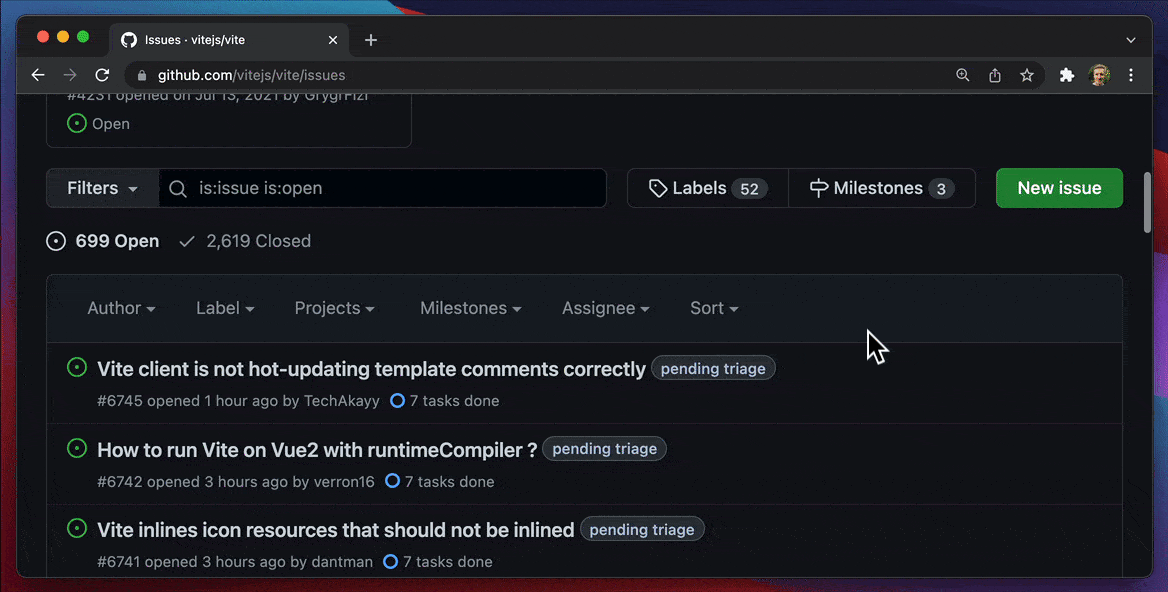 Issues · vitejs/vite
github.com/vitejs/vite/issues
#4231 opened on Jul 13, 2021 by GrygrFlzr
Open
Filters
is:issue is:open
Labels 52
Milestones 3
New issue
699 Open 2,619 Closed
Author Label Projects Milestones Assignee Sort
Vite client is not hot-updating template comments correctly pending triage
#6745 opened 1 hour ago by TechAkayy 7 tasks done
How to run Vite on Vue2 with runtimeCompiler ? pending triage
#6742 opened 3 hours ago by verron16 7 tasks done
Vite inlines icon resources that should not be inlined pending triage
#6741 opened 3 hours ago by dantman 7 tasks done